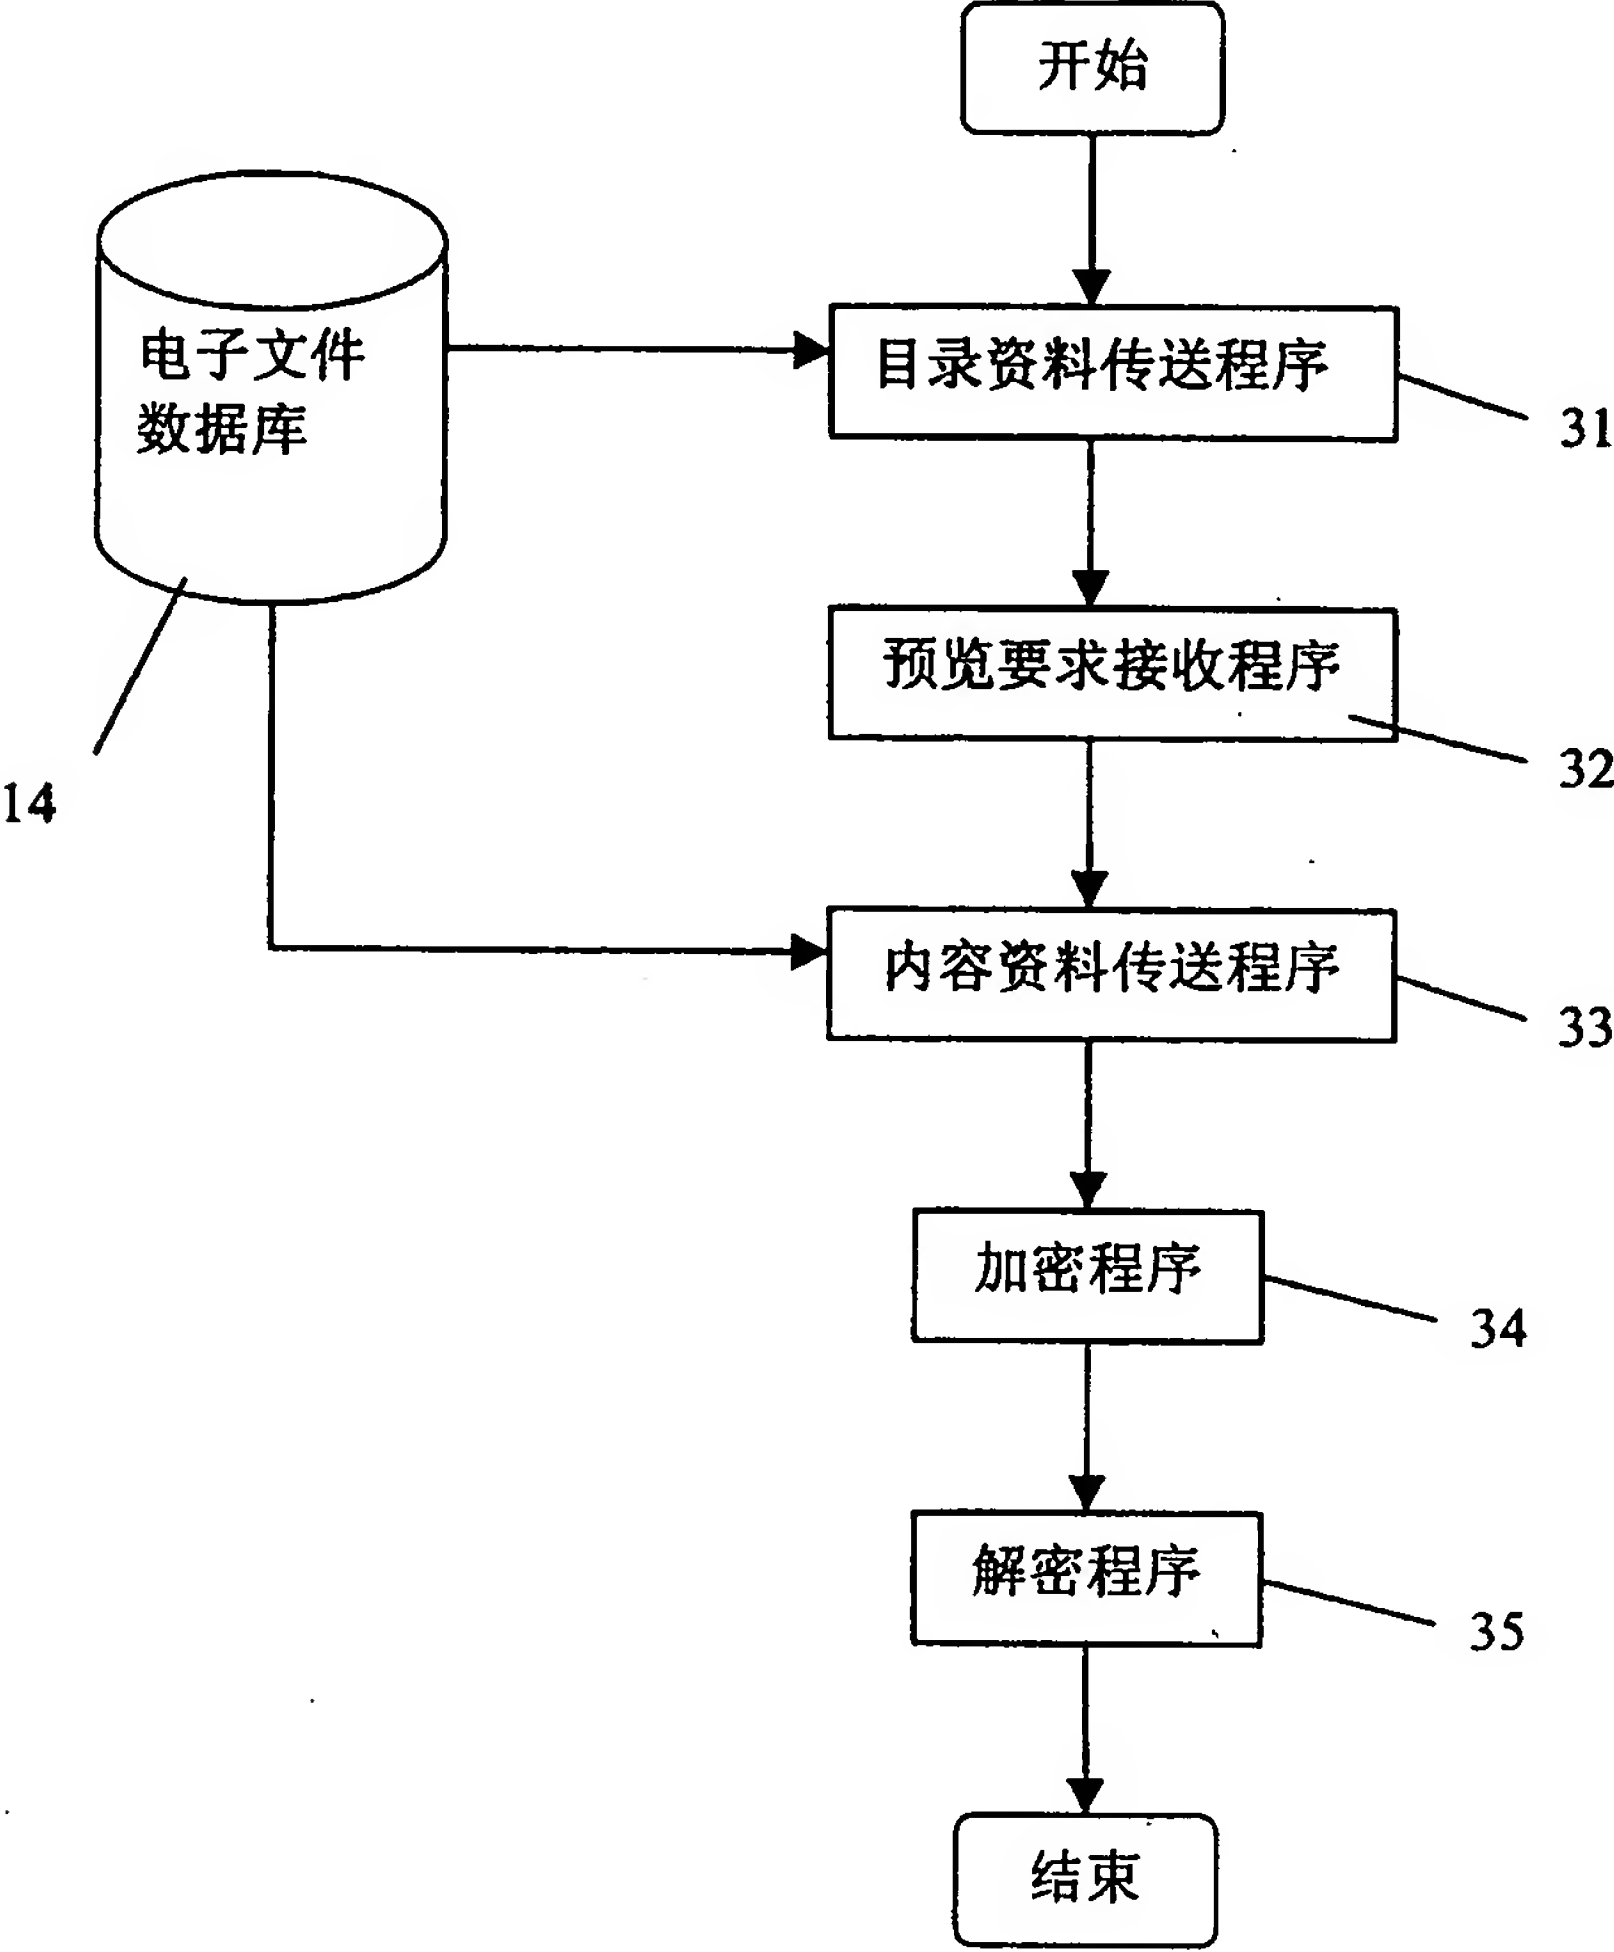 开始
电子文件
数据库
目录资料传送程序
31
预览要求接收程序
32
14
内容资料传送程序
33
加密程序
34
解密程序
35
结束